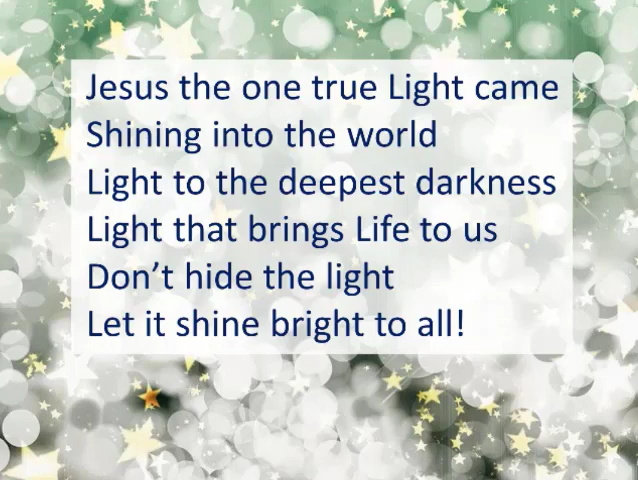 Jesus the one true Light came
Shining into the world
Light to the deepest darkness
Light that brings Life to us
Don’t hide the light
Let it shine bright to all!